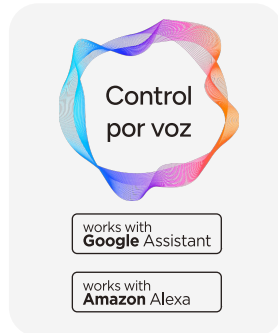 Control
por voz
works with
Google Assistant
works with
Amazon Alexa